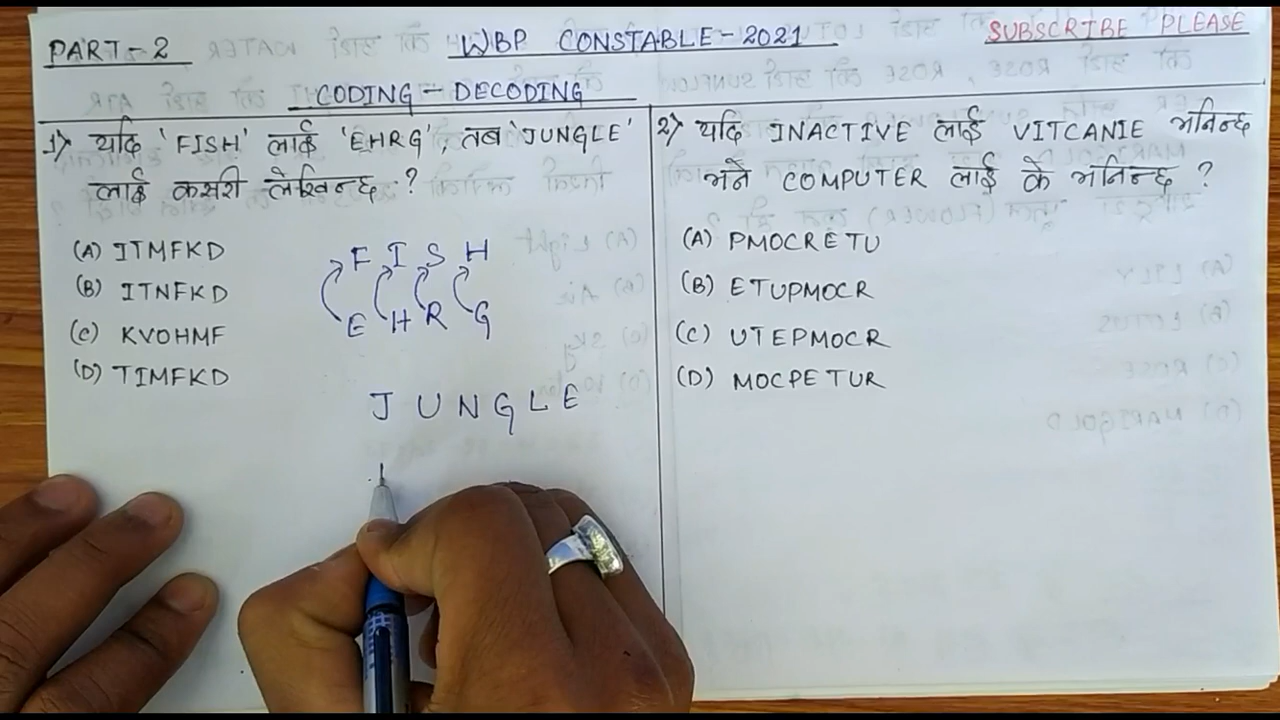 PART-2
WBP CONSTABLE-2021
SUBSCRIBE PLEASE
CODING-DECODING
1) यदि 'FISH' लाई 'EHRG', तब 'JUNGLE'
लाई कसरी लेखिन्छ ?
(A) ITMFKD
(B) ITNFKD
(C) KVOHMF
(D) TIMFKD
F I S H
E H R G
J U N G L E
2) यदि INACTIVE लाई VITCANIE भनिन्छ
भने COMPUTER लाई के भनिन्छ ?
(A) PMOCRETU
(B) ETUPMOCR
(C) UTEPMOCR
(D) MOCPETUR